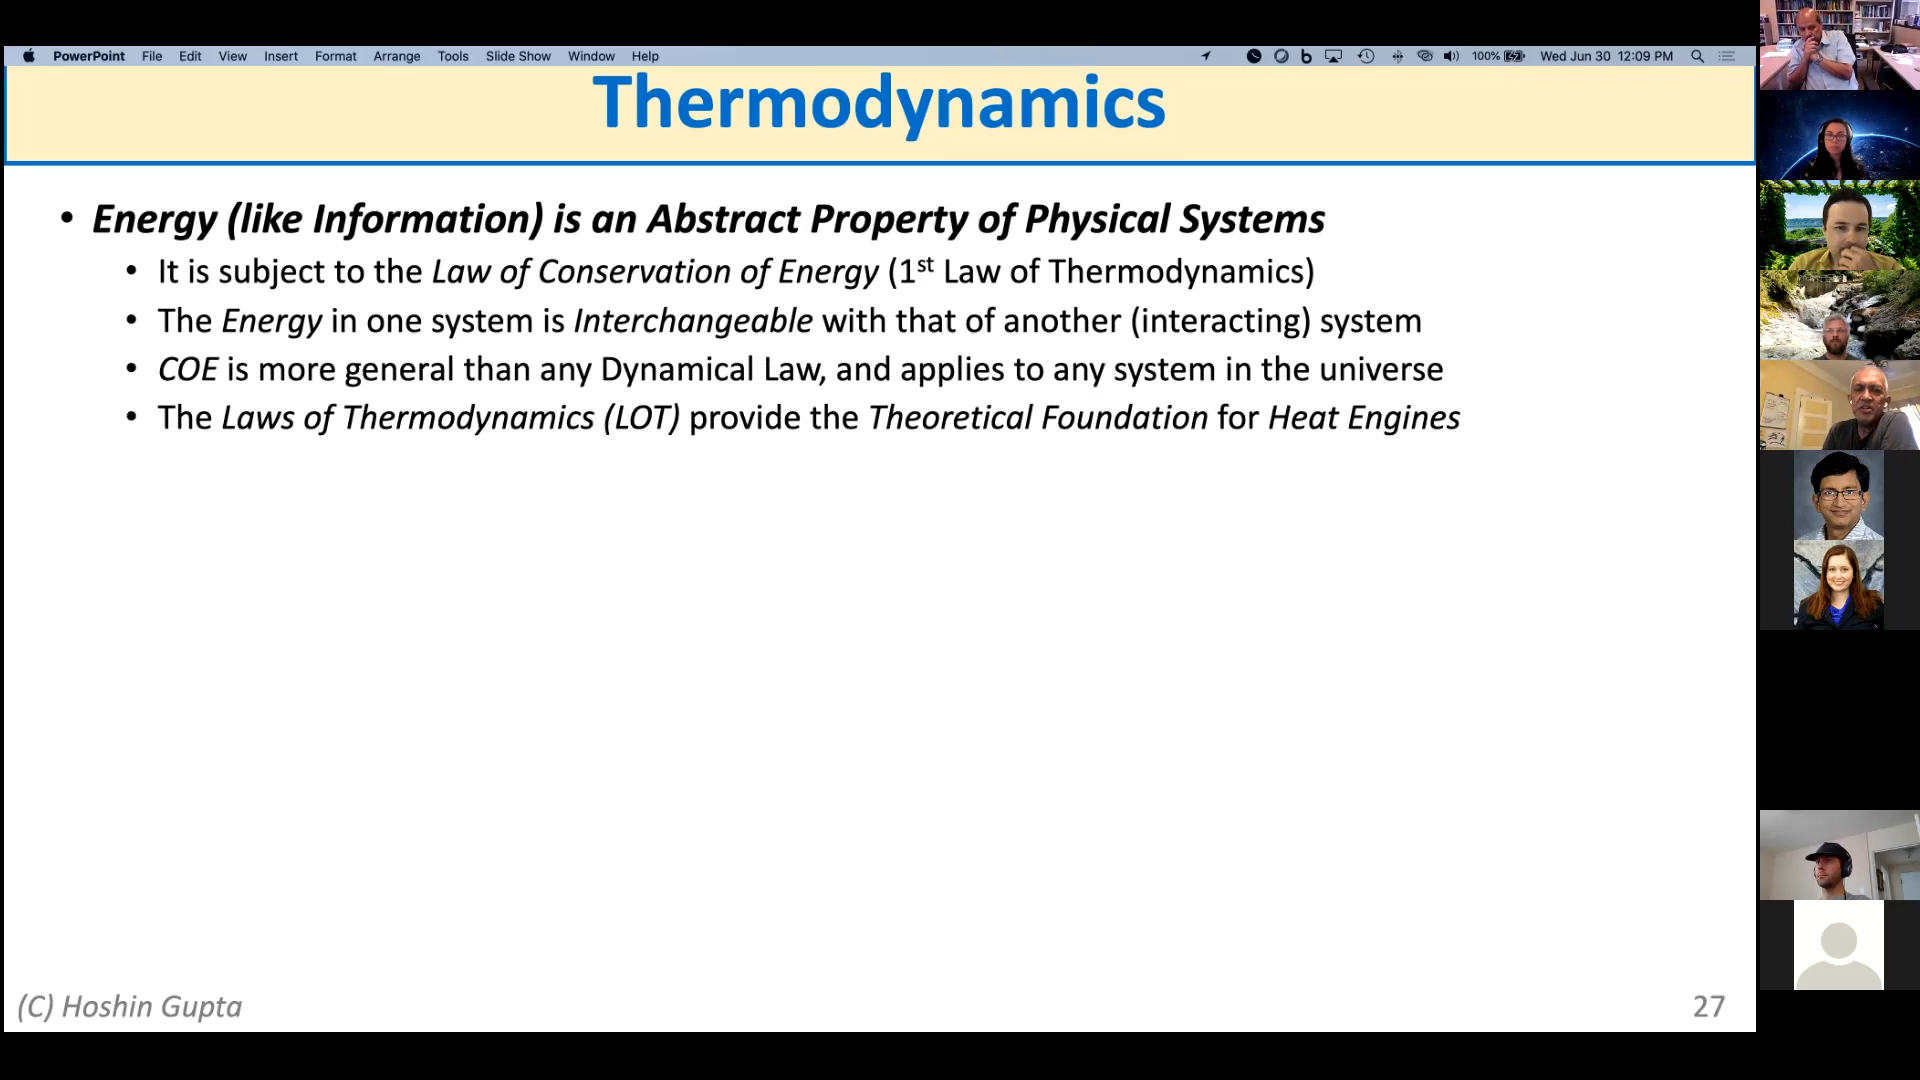 PowerPoint File Edit View Insert Format Arrange Tools Slide Show Window Help 100% Wed Jun 30 12:09 PM
Thermodynamics
• Energy (like Information) is an Abstract Property of Physical Systems
• It is subject to the Law of Conservation of Energy (1st Law of Thermodynamics)
• The Energy in one system is Interchangeable with that of another (interacting) system
• COE is more general than any Dynamical Law, and applies to any system in the universe
• The Laws of Thermodynamics (LOT) provide the Theoretical Foundation for Heat Engines
(C) Hoshin Gupta
27